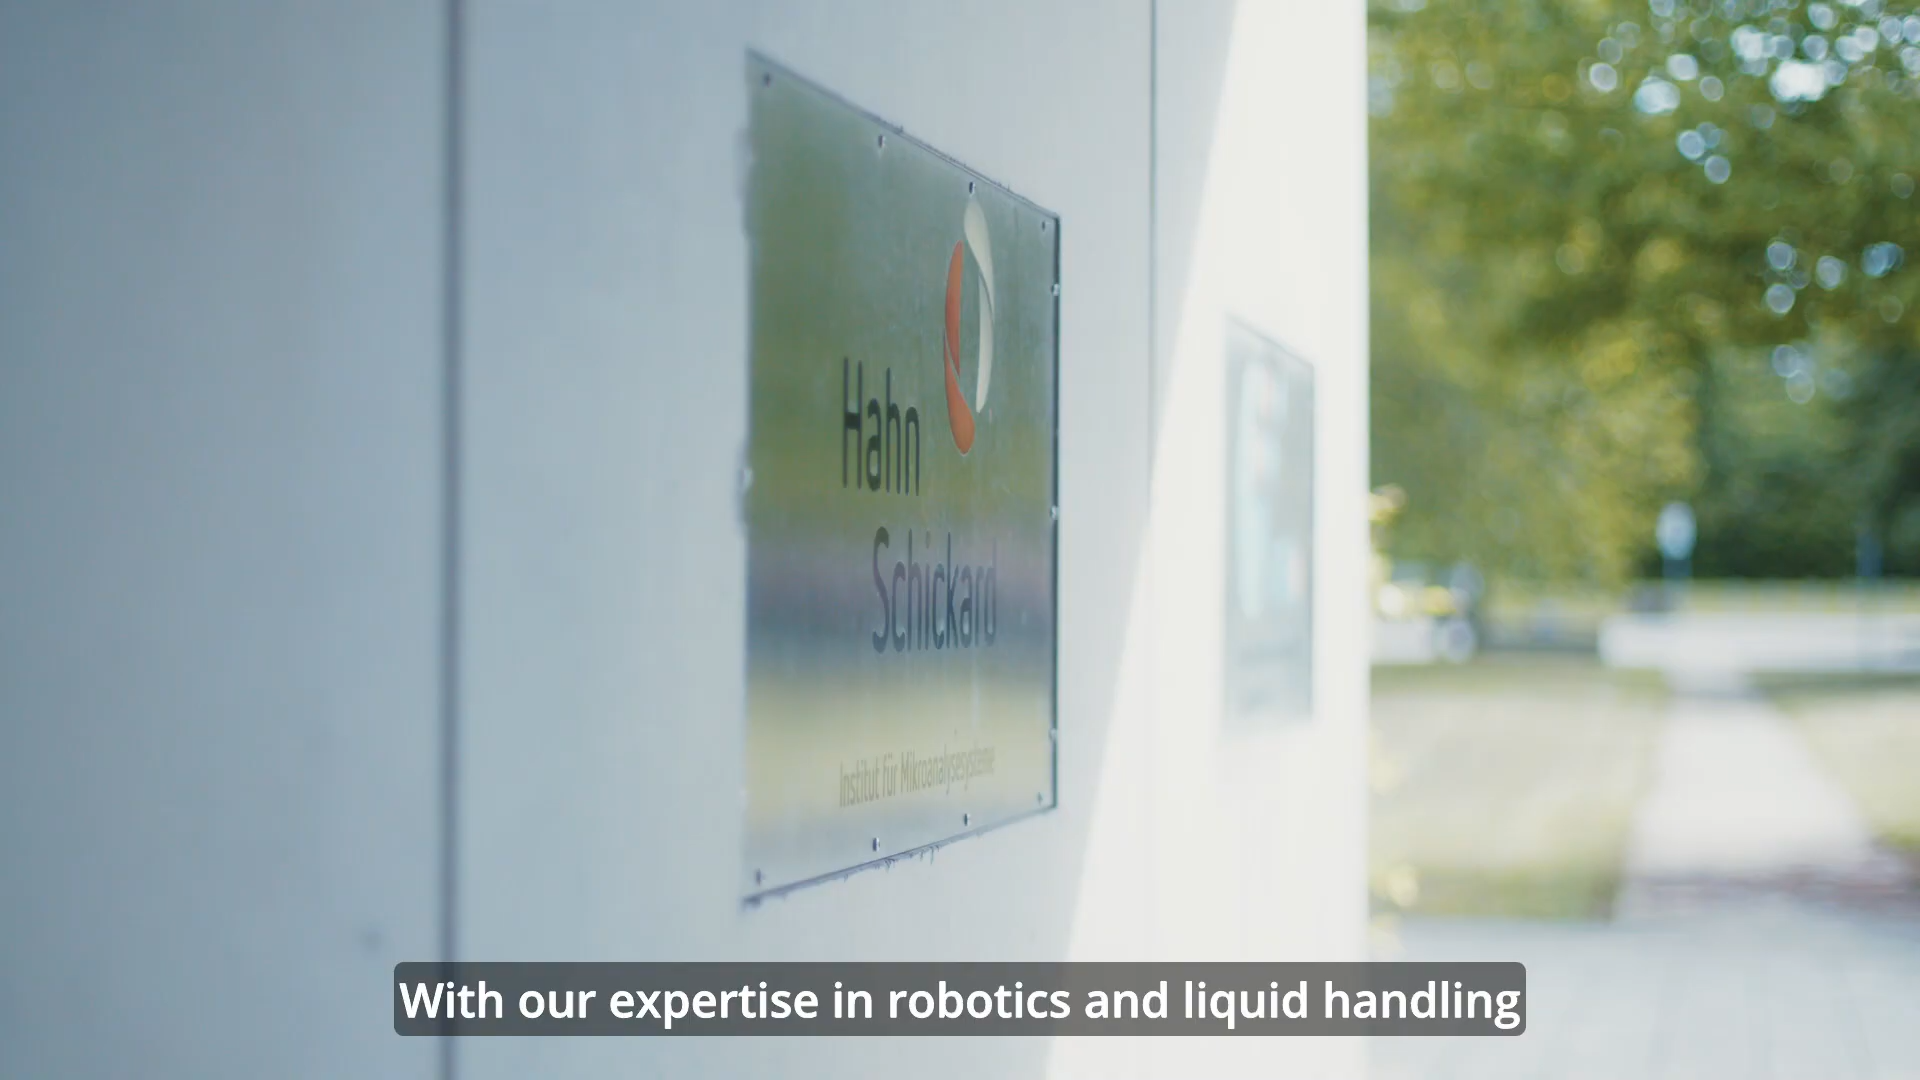 Hahn
Schickard
Institut für Mikroanalysesysteme
With our expertise in robotics and liquid handling